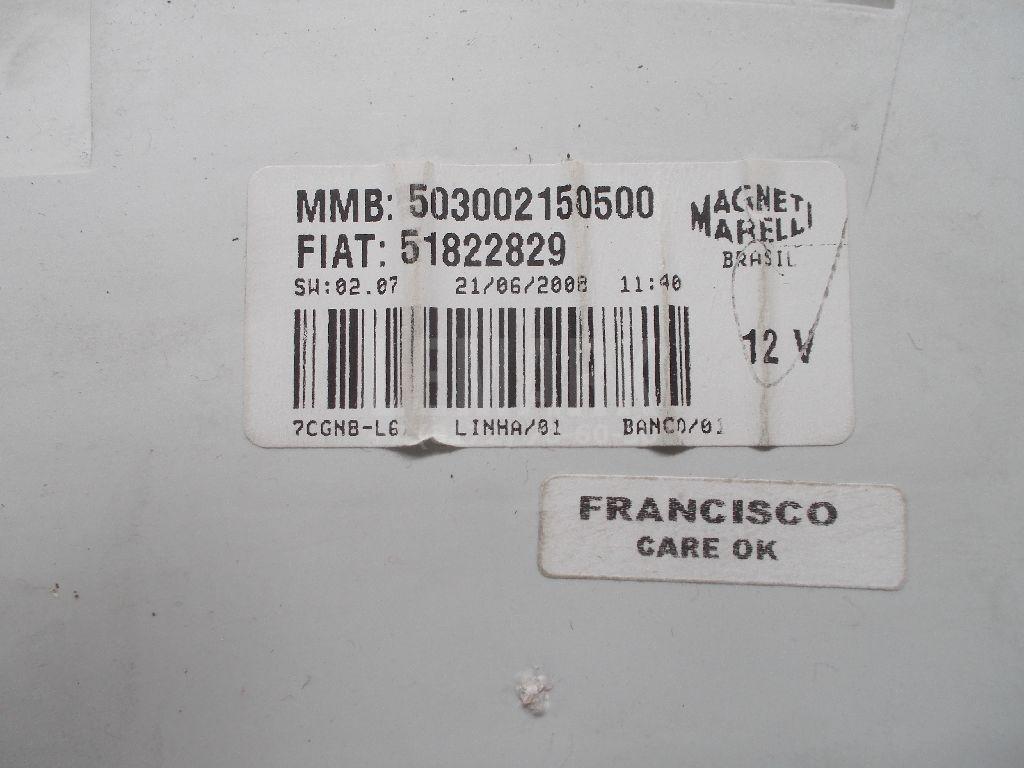 MMB: 503002150500
FIAT: 51822829
MAGNETI
MARELLI
BRASIL
SW:02.07 21/06/2008 11:40
12 V
7CGNB-L6 LINHA/01 BANCO/01
FRANCISCO
CARE OK